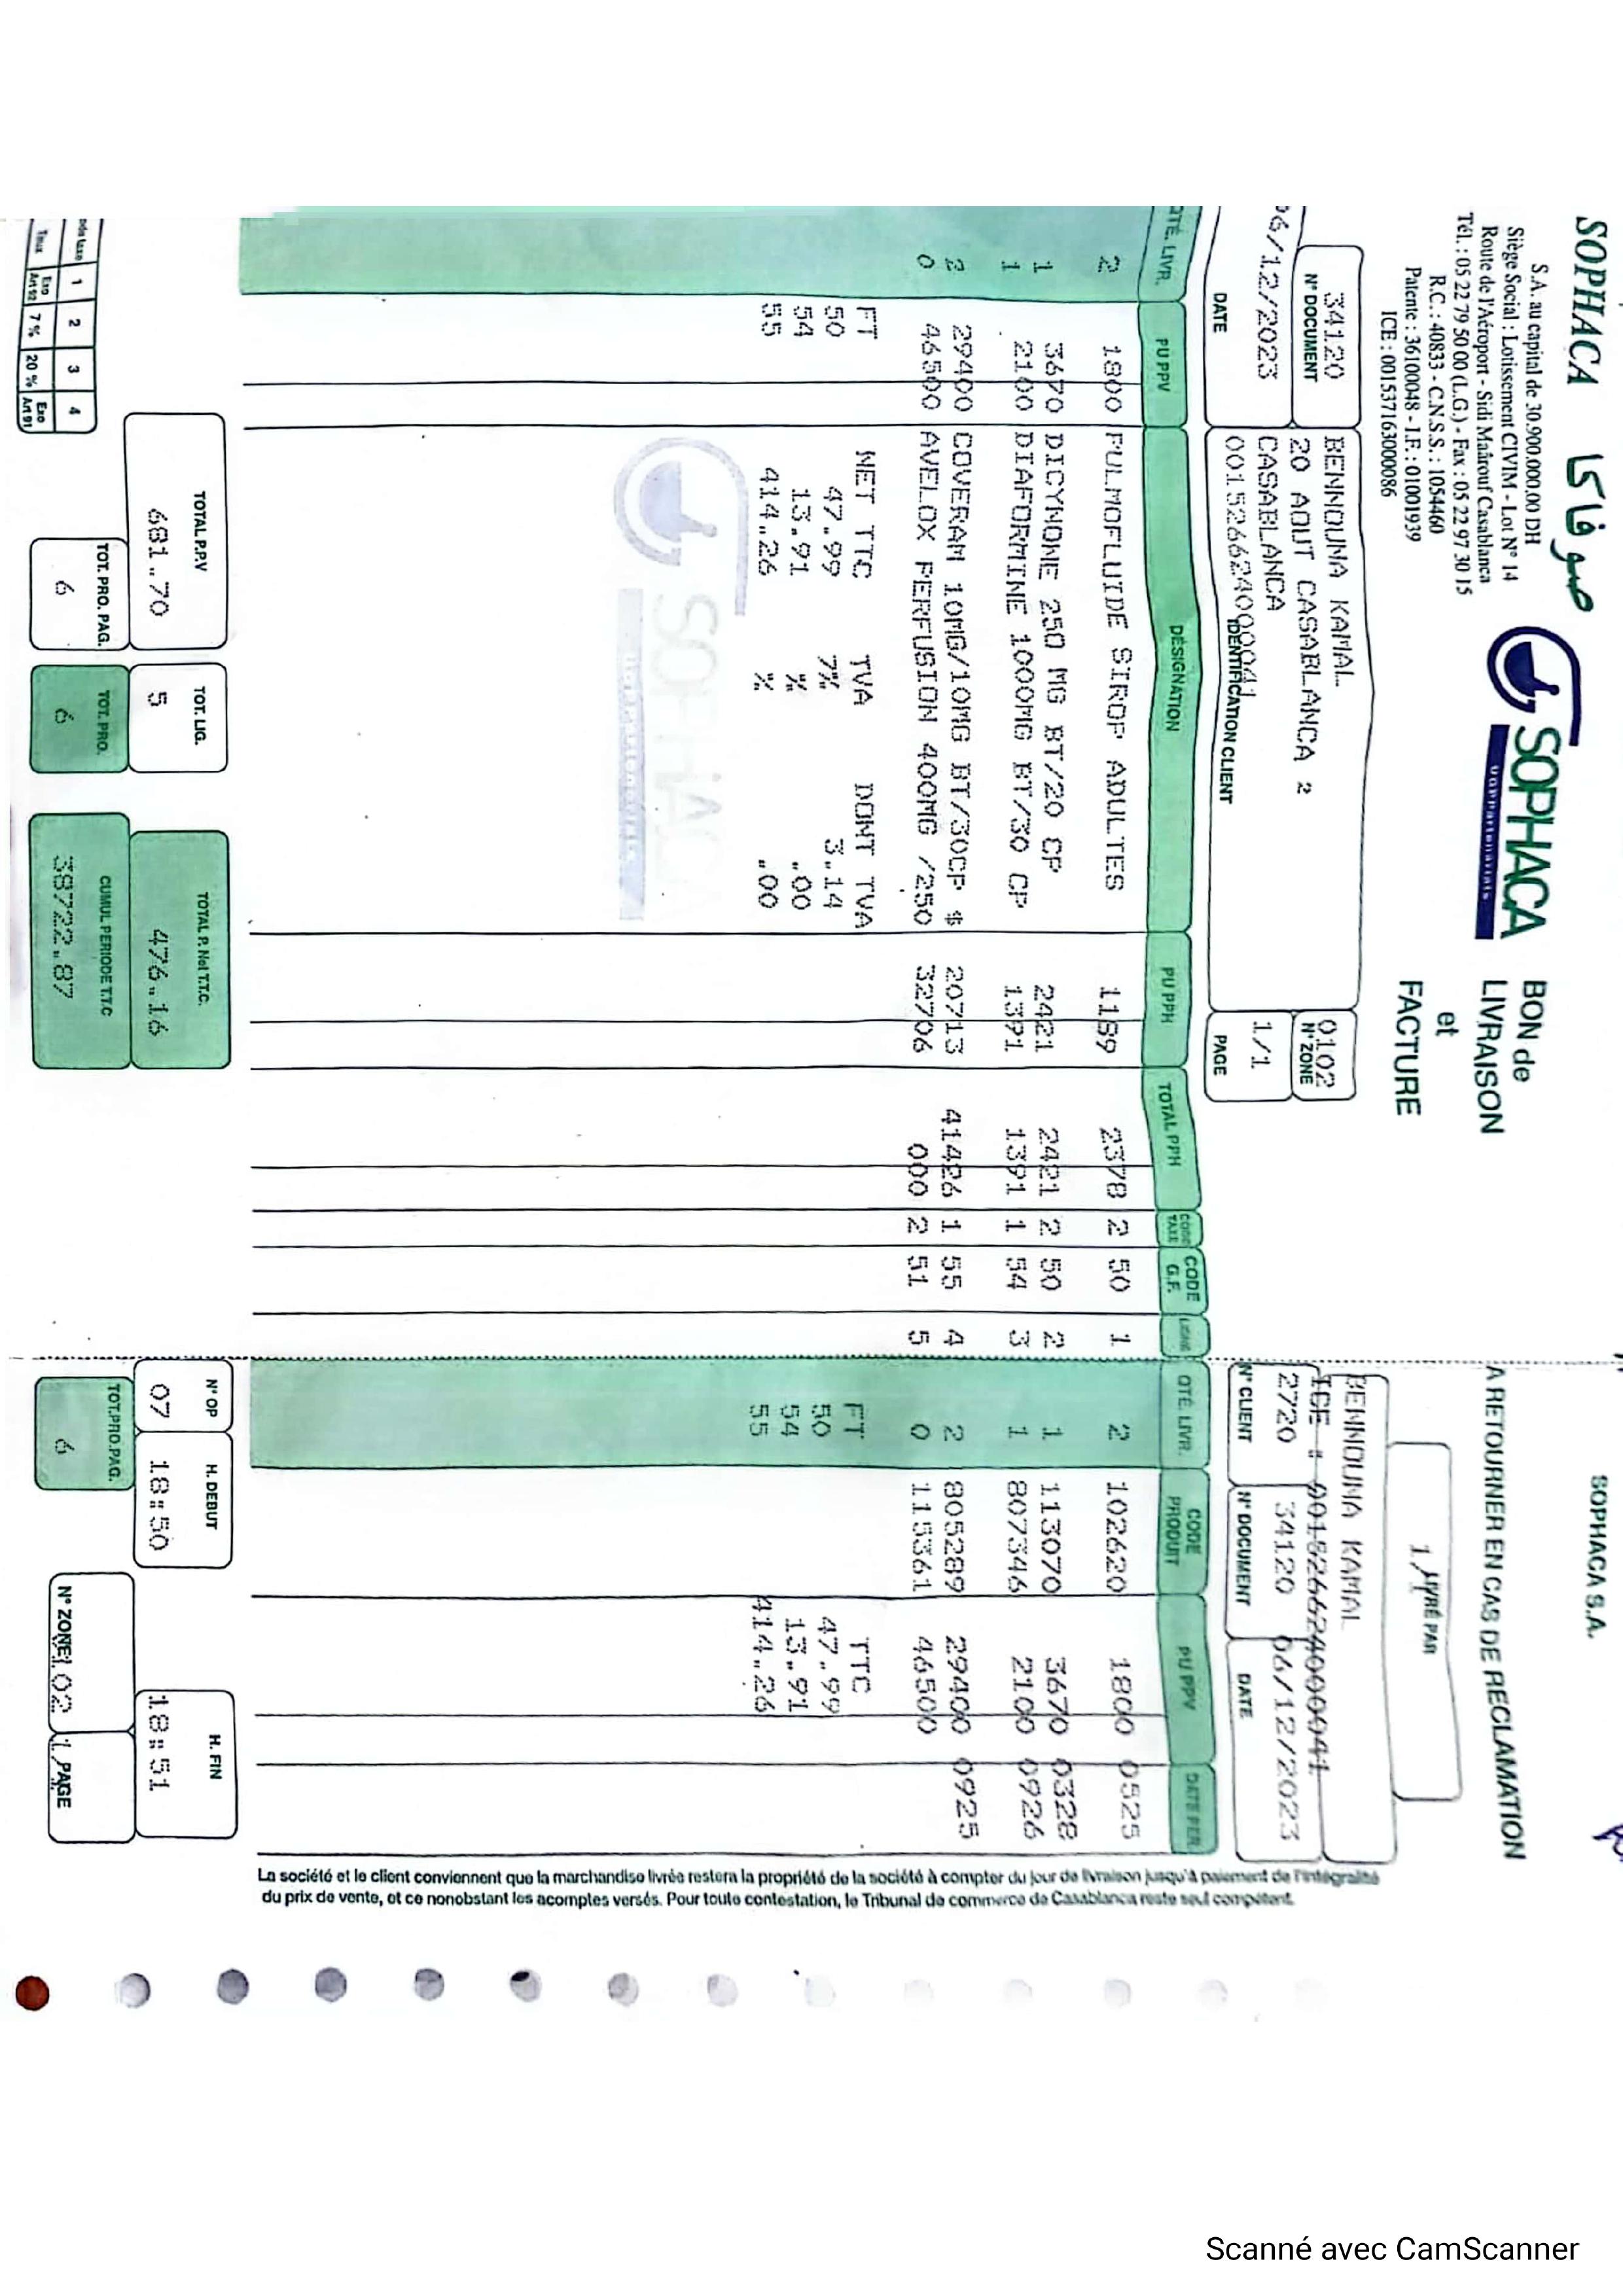 SOPHACA صوفاكا
S.A. au capital de 30.900.000,00 DH
Siège Social : Lotissement CIVIM - Lot N° 14
Route de l'Aéroport - Sidi Maârouf Casablanca
Tél. : 05 22 79 50 00 (L.G.) - Fax : 05 22 97 30 15
R.C. : 40833 - C.N.S.S. : 1054460
Patente : 36100048 - I.F. : 01001939
ICE : 001537163000086
SOPHACA
UGPPartenariats
BON de
LIVRAISON
et
FACTURE
34120
N° DOCUMENT
06/12/2023
DATE
BENNOUNA KAMAL
20 AOUT CASABLANCA 2
CASABLANCA
001526624000041
IDENTIFICATION CLIENT
0102
N° ZONE
1/1
PAGE
QTÉ. LIVR. PU PPV DÉSIGNATION PU PPH TOTAL PPH CODE TAXE CODE G.F. LIGNE
2 1800 PULMOFLUIDE SIROP ADULTES 1189 2378 2 50 1
1 3670 DICYNONE 250 MG BT/20 CP 2421 2421 2 50 2
1 2100 DIAFORMINE 1000MG BT/30 CP 1391 1391 1 54 3
2 29400 COVERAM 10MG/10MG BT/30CP $ 20713 41426 1 55 4
0 46500 AVELOX PERFUSION 400MG /250 32706 000 2 51 5
FT NET TTC TVA DONT TVA
50 47.99 7% 3.14
54 13.91 % .00
55 414.26 % .00
SOPHACA
UGPPartenariats
TOTAL P.P.V
681.70
TOT. LIG.
5
TOTAL P. Net T.T.C.
476.16
TOT. PRO. PAG.
6
TOT. PRO.
6
CUMUL PERIODE T.T.C
38722.87
code taxe 1 2 3 4
Taux Exo Art 92 7 % 20 % Exo Art 91
SOPHACA S.A.
A RETOURNER EN CAS DE RECLAMATION
LIVRÉ PAR
1/1
BENNOUNA KAMAL
ICE : 001526624000041
2720 34120 06/12/2023
N° CLIENT N° DOCUMENT DATE
QTÉ. LIVR. CODE PRODUIT PU PPV DATE PER.
2 102620 1800 0525
1 113070 3670 0328
1 807346 2100 0926
2 805289 29400 0925
0 115361 46500
FT TTC
50 47.99
54 13.91
55 414.26
N° OP H. DEBUT H. FIN
07 18:50 18:51
TOT.PRO.PAG.
6
N° ZONE 0102 1/1 PAGE
La société et le client conviennent que la marchandise livrée restera la propriété de la société à compter du jour de livraison jusqu'à paiement de l'intégralité
du prix de vente, et ce nonobstant les acomptes versés. Pour toute contestation, le Tribunal de commerce de Casablanca reste seul compétent.
Scanné avec CamScanner